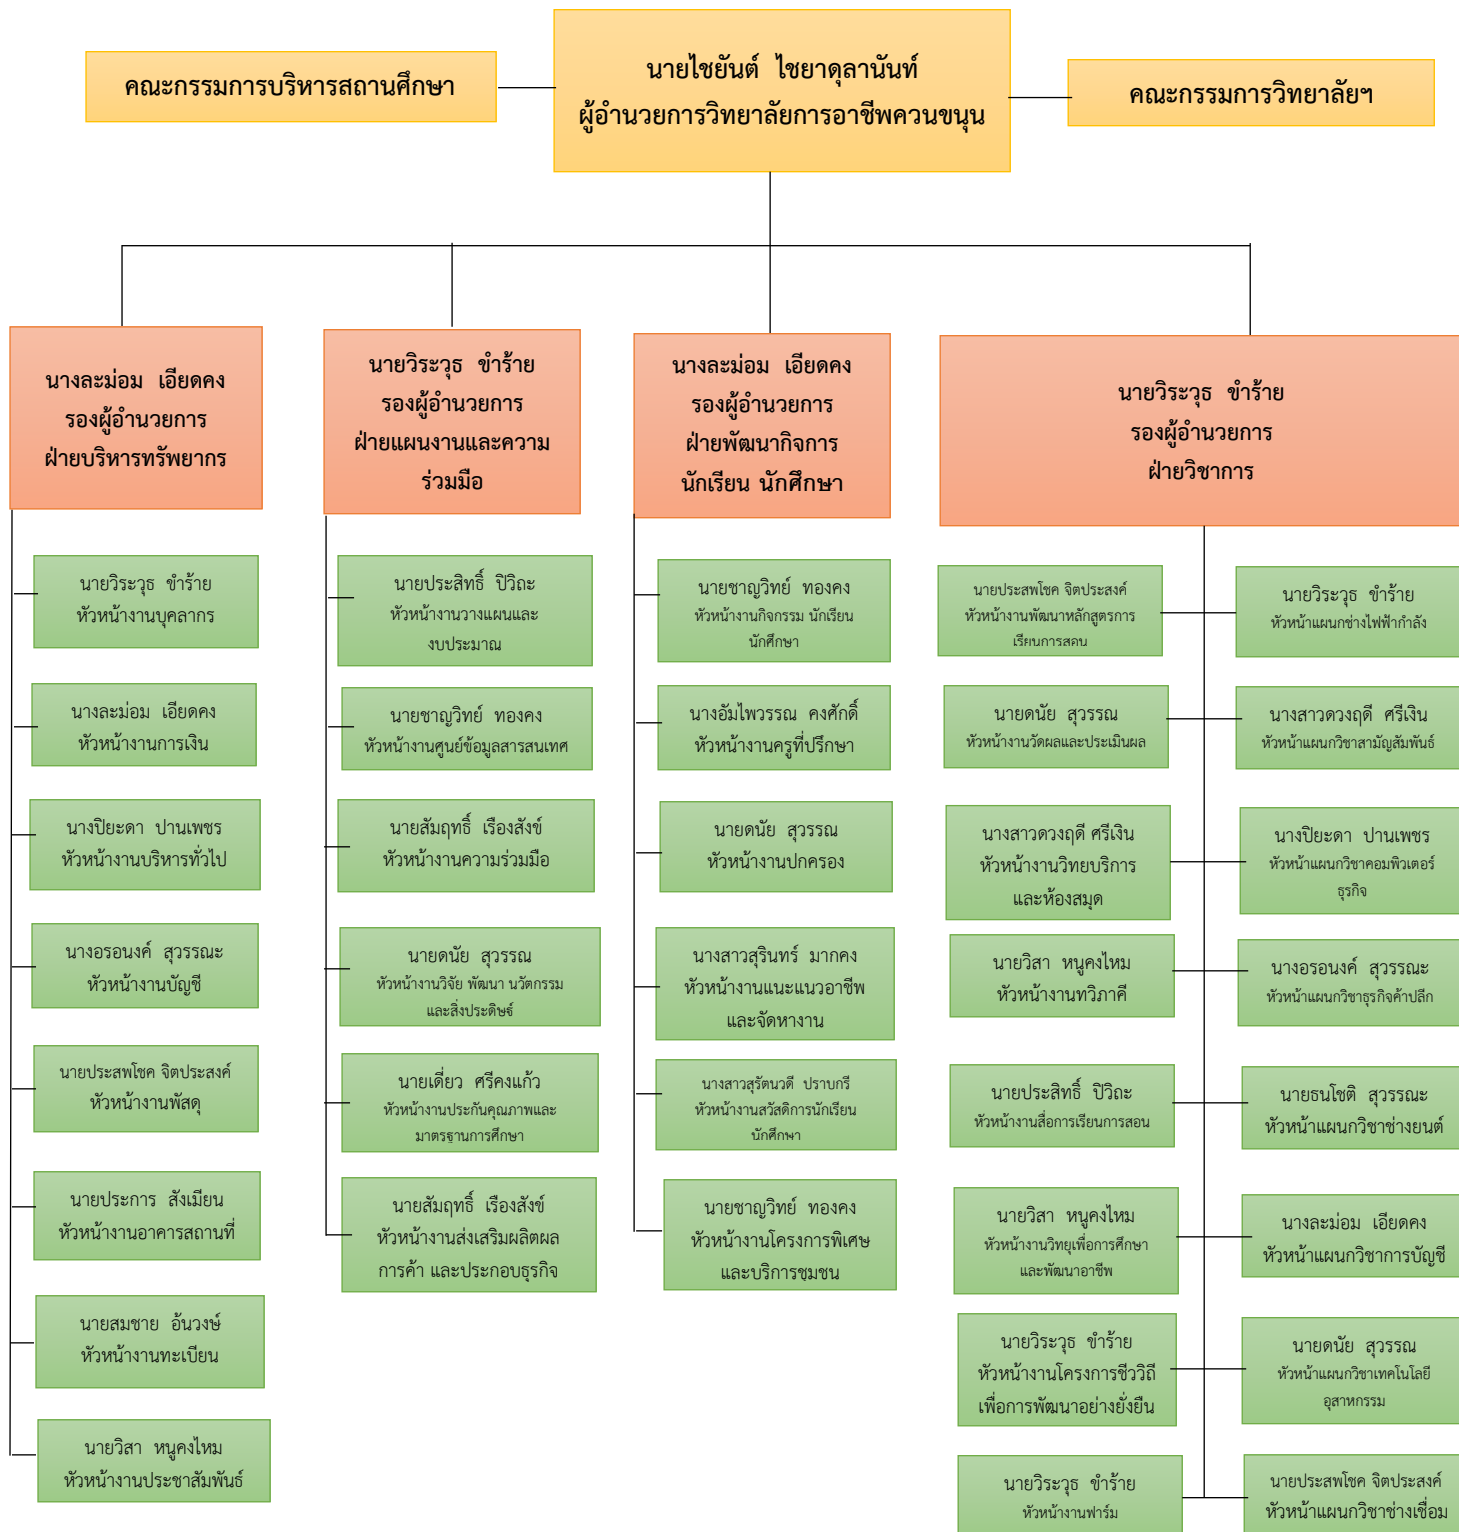 คณะกรรมการบริหารสถานศึกษา
นายไชยันต์ ไชยาดุลานันท์
ผู้อำนวยการวิทยาลัยการอาชีพควนขนุน
คณะกรรมการวิทยาลัยฯ
นางละม่อม เอียดคง
รองผู้อำนวยการ
ฝ่ายบริหารทรัพยากร
นายวิระวุธ ขำร้าย
รองผู้อำนวยการ
ฝ่ายแผนงานและความ
ร่วมมือ
นางละม่อม เอียดคง
รองผู้อำนวยการ
ฝ่ายพัฒนากิจการ
นักเรียน นักศึกษา
นายวิระวุธ ขำร้าย
รองผู้อำนวยการ
ฝ่ายวิชาการ
นายวิระวุธ ขำร้าย
หัวหน้างานบุคลากร
นางละม่อม เอียดคง
หัวหน้างานการเงิน
นางปิยะดา ปานเพชร
หัวหน้างานบริหารทั่วไป
นางอรอนงค์ สุวรรณะ
หัวหน้างานบัญชี
นายประสพโชค จิตประสงค์
หัวหน้างานพัสดุ
นายประการ สังเมียน
หัวหน้างานอาคารสถานที่
นายสมชาย อ้นวงษ์
หัวหน้างานทะเบียน
นายวิสา หนูคงไหม
หัวหน้างานประชาสัมพันธ์
นายประสิทธิ์ ปิวิถะ
หัวหน้างานวางแผนและ
งบประมาณ
นายชาญวิทย์ ทองคง
หัวหน้างานศูนย์ข้อมูลสารสนเทศ
นายสัมฤทธิ์ เรืองสังข์
หัวหน้างานความร่วมมือ
นายดนัย สุวรรณ
หัวหน้างานวิจัย พัฒนา นวัตกรรม
และสิ่งประดิษฐ์
นายเดี่ยว ศรีคงแก้ว
หัวหน้างานประกันคุณภาพและ
มาตรฐานการศึกษา
นายสัมฤทธิ์ เรืองสังข์
หัวหน้างานส่งเสริมผลิตผล
การค้า และประกอบธุรกิจ
นายชาญวิทย์ ทองคง
หัวหน้างานกิจกรรม นักเรียน
นักศึกษา
นางอัมไพวรรณ คงศักดิ์
หัวหน้างานครูที่ปรึกษา
นายดนัย สุวรรณ
หัวหน้างานปกครอง
นางสาวสุรินทร์ มากคง
หัวหน้างานแนะแนวอาชีพ
และจัดหางาน
นางสาวสุรัตนวดี ปราบกรี
หัวหน้างานสวัสดิการนักเรียน
นักศึกษา
นายชาญวิทย์ ทองคง
หัวหน้างานโครงการพิเศษ
และบริการชุมชน
นายประสพโชค จิตประสงค์
หัวหน้างานพัฒนาหลักสูตรการ
เรียนการสอน
นายดนัย สุวรรณ
หัวหน้างานวัดผลและประเมินผล
นางสาวดวงฤดี ศรีเงิน
หัวหน้างานวิทยบริการ
และห้องสมุด
นายวิสา หนูคงไหม
หัวหน้างานทวิภาคี
นายประสิทธิ์ ปิวิถะ
หัวหน้างานสื่อการเรียนการสอน
นายวิสา หนูคงไหม
หัวหน้างานวิทยุเพื่อการศึกษา
และพัฒนาอาชีพ
นายวิระวุธ ขำร้าย
หัวหน้างานโครงการชีววิถี
เพื่อการพัฒนาอย่างยั่งยืน
นายวิระวุธ ขำร้าย
หัวหน้างานฟาร์ม
นายวิระวุธ ขำร้าย
หัวหน้าแผนกช่างไฟฟ้ากำลัง
นางสาวดวงฤดี ศรีเงิน
หัวหน้าแผนกวิชาสามัญสัมพันธ์
นางปิยะดา ปานเพชร
หัวหน้าแผนกวิชาคอมพิวเตอร์
ธุรกิจ
นางอรอนงค์ สุวรรณะ
หัวหน้าแผนกวิชาธุรกิจค้าปลีก
นายธนโชติ สุวรรณะ
หัวหน้าแผนกวิชาช่างยนต์
นางละม่อม เอียดคง
หัวหน้าแผนกวิชาการบัญชี
นายดนัย สุวรรณ
หัวหน้าแผนกวิชาเทคโนโลยี
อุสาหกรรม
นายประสพโชค จิตประสงค์
หัวหน้าแผนกวิชาช่างเชื่อม